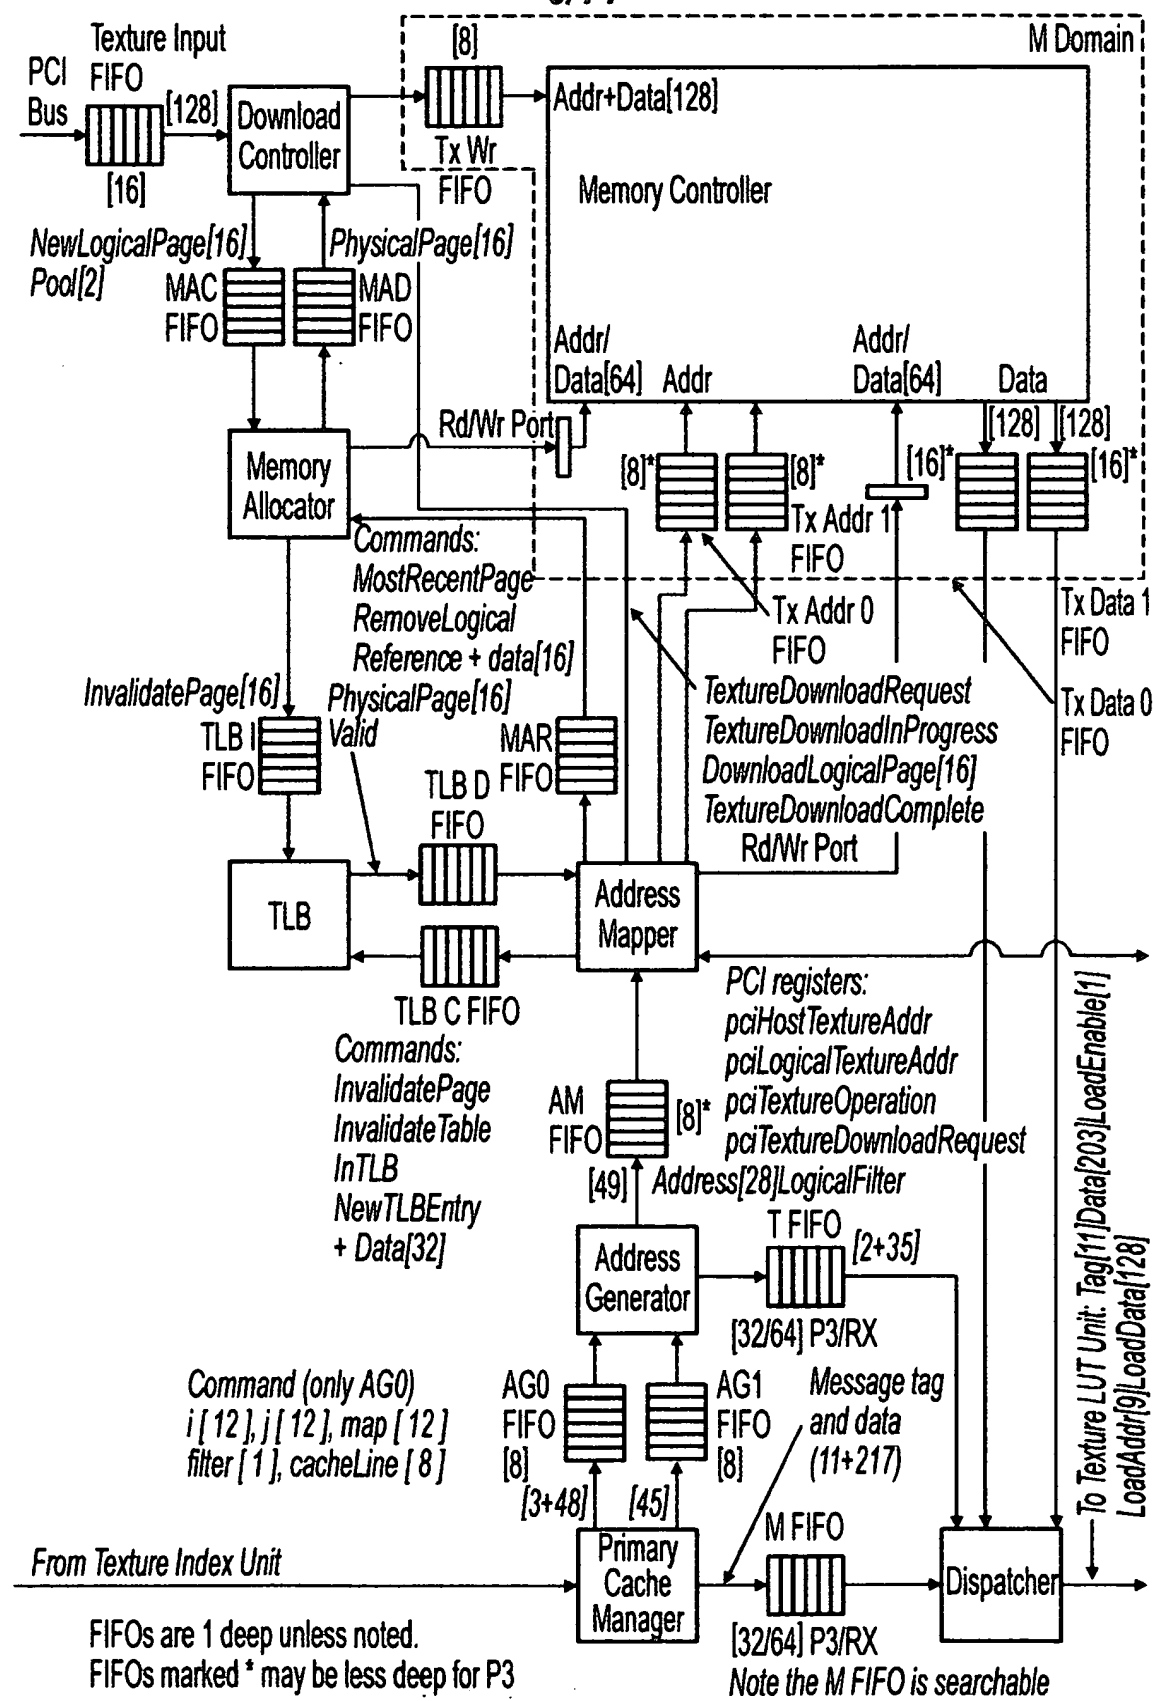 Texture Input
FIFO
PCI
Bus
[128]
[16]
Download
Controller
[8]
Tx Wr
FIFO
M Domain
Addr+Data[128]
Memory Controller
NewLogicalPage[16]
Pool[2]
PhysicalPage[16]
MAC
FIFO
MAD
FIFO
Addr/
Data[64]
Addr
Addr/
Data[64]
Data
[128]
[128]
Rd/Wr Port
Memory
Allocator
[8]*
[8]*
[16]*
[16]*
Tx Addr 1
FIFO
Commands:
MostRecentPage
RemoveLogical
Reference + data[16]
Tx Addr 0
FIFO
Tx Data 1
FIFO
Tx Data 0
FIFO
InvalidatePage[16]
TLB I
FIFO
PhysicalPage[16]
Valid
MAR
FIFO
TLB D
FIFO
TextureDownloadRequest
TextureDownloadInProgress
DownloadLogicalPage[16]
TextureDownloadComplete
Rd/Wr Port
TLB
Address
Mapper
TLB C FIFO
Commands:
InvalidatePage
InvalidateTable
InTLB
NewTLBEntry
+ Data[32]
PCI registers:
pciHostTextureAddr
pciLogicalTextureAddr
pciTextureOperation
pciTextureDownloadRequest
AM
FIFO
[8]*
[49]
Address[28]LogicalFilter
Address
Generator
T FIFO
[2+35]
[32/64] P3/RX
Command (only AG0)
i [ 12 ], j [ 12 ], map [ 12 ]
filter [ 1 ], cacheLine [ 8 ]
AG0
FIFO
[8]
AG1
FIFO
[8]
[3+48]
[45]
Message tag
and data
(11+217)
To Texture LUT Unit: Tag[11]Data[203]LoadEnable[1]
LoadAddr[9]LoadData[128]
From Texture Index Unit
Primary
Cache
Manager
M FIFO
[32/64] P3/RX
Dispatcher
Note the M FIFO is searchable
FIFOs are 1 deep unless noted.
FIFOs marked * may be less deep for P3